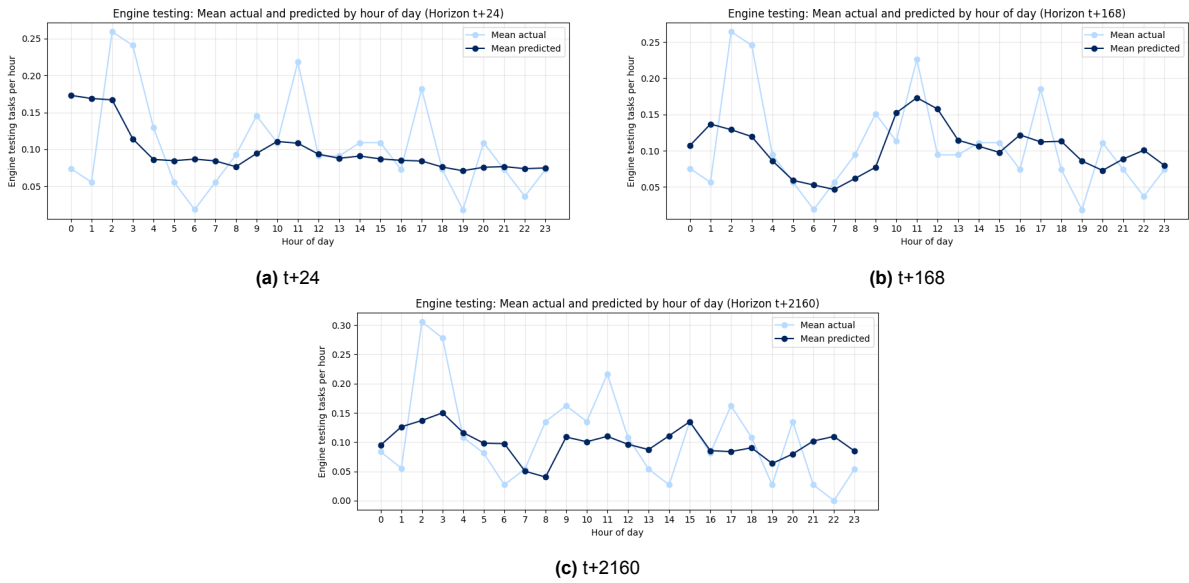 Engine testing: Mean actual and predicted by hour of day (Horizon t+24)
Mean actual
Mean predicted
Engine testing tasks per hour
0.25
0.20
0.15
0.10
0.05
0 1 2 3 4 5 6 7 8 9 10 11 12 13 14 15 16 17 18 19 20 21 22 23
Hour of day
(a) t+24
Engine testing: Mean actual and predicted by hour of day (Horizon t+168)
Mean actual
Mean predicted
Engine testing tasks per hour
0.25
0.20
0.15
0.10
0.05
0 1 2 3 4 5 6 7 8 9 10 11 12 13 14 15 16 17 18 19 20 21 22 23
Hour of day
(b) t+168
Engine testing: Mean actual and predicted by hour of day (Horizon t+2160)
Mean actual
Mean predicted
Engine testing tasks per hour
0.30
0.25
0.20
0.15
0.10
0.05
0.00
0 1 2 3 4 5 6 7 8 9 10 11 12 13 14 15 16 17 18 19 20 21 22 23
Hour of day
(c) t+2160